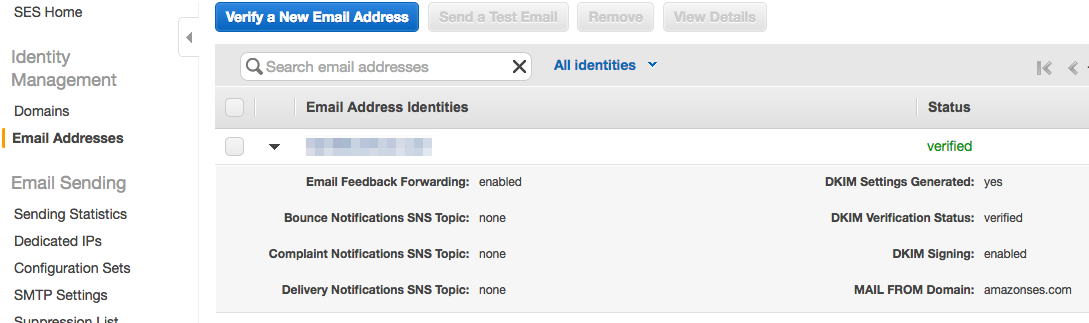 SES Home
Identity
Management
Domains
Email Addresses
Email Sending
Sending Statistics
Dedicated IPs
Configuration Sets
SMTP Settings
Suppression List
Verify a New Email Address Send a Test Email Remove View Details
Search email addresses All identities
Email Address Identities Status
verified
Email Feedback Forwarding: enabled DKIM Settings Generated: yes
Bounce Notifications SNS Topic: none DKIM Verification Status: verified
Complaint Notifications SNS Topic: none DKIM Signing: enabled
Delivery Notifications SNS Topic: none MAIL FROM Domain: amazonses.com